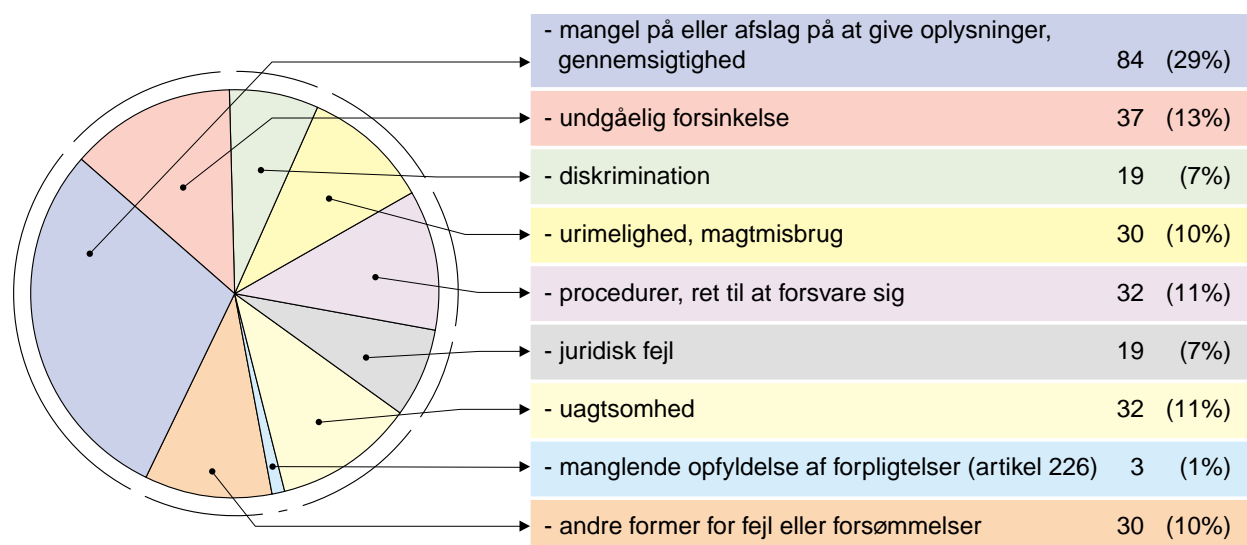 - mangel på eller afslag på at give oplysninger,
gennemsigtighed 84 (29%)
- undgåelig forsinkelse 37 (13%)
- diskrimination 19 (7%)
- urimelighed, magtmisbrug 30 (10%)
- procedurer, ret til at forsvare sig 32 (11%)
- juridisk fejl 19 (7%)
- uagtsomhed 32 (11%)
- manglende opfyldelse af forpligtelser (artikel 226) 3 (1%)
- andre former for fejl eller forsømmelser 30 (10%)